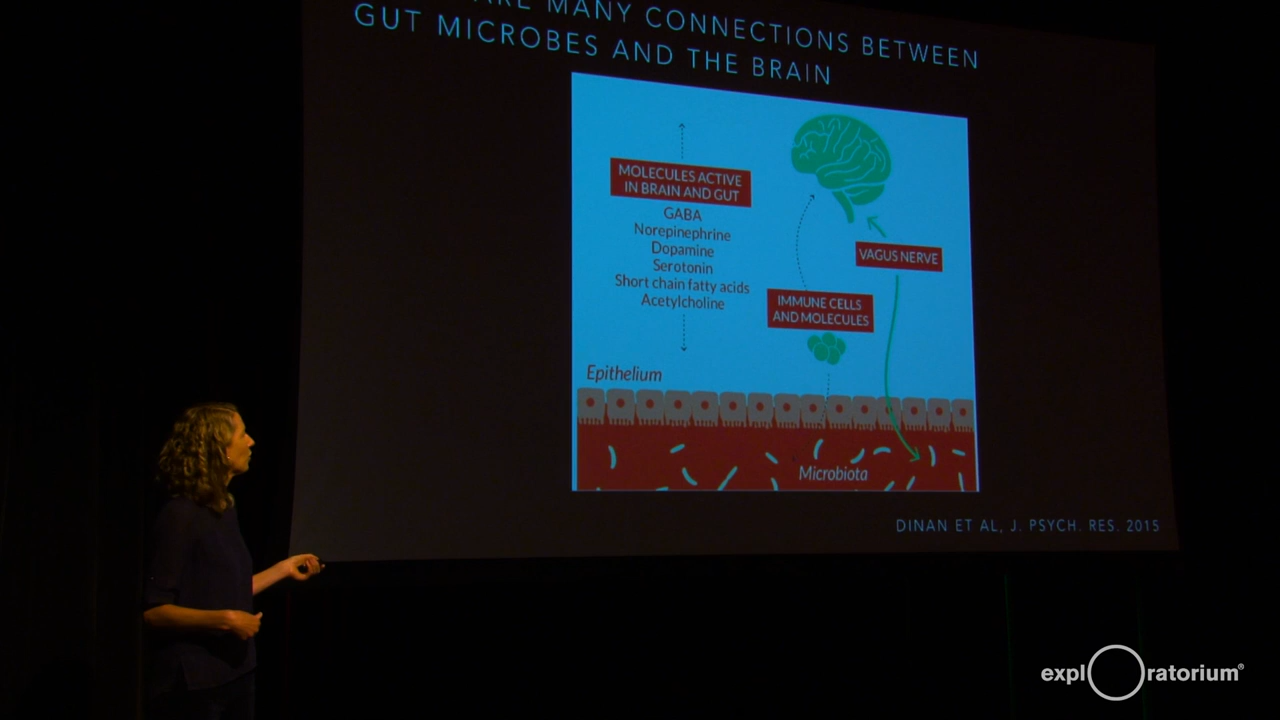 ARE MANY CONNECTIONS BETWEEN
GUT MICROBES AND THE BRAIN
MOLECULES ACTIVE
IN BRAIN AND GUT
GABA
Norepinephrine
Dopamine
Serotonin
Short chain fatty acids
Acetylcholine
VAGUS NERVE
IMMUNE CELLS
AND MOLECULES
Epithelium
Microbiota
DINAN ET AL, J. PSYCH. RES. 2015
exploratorium®